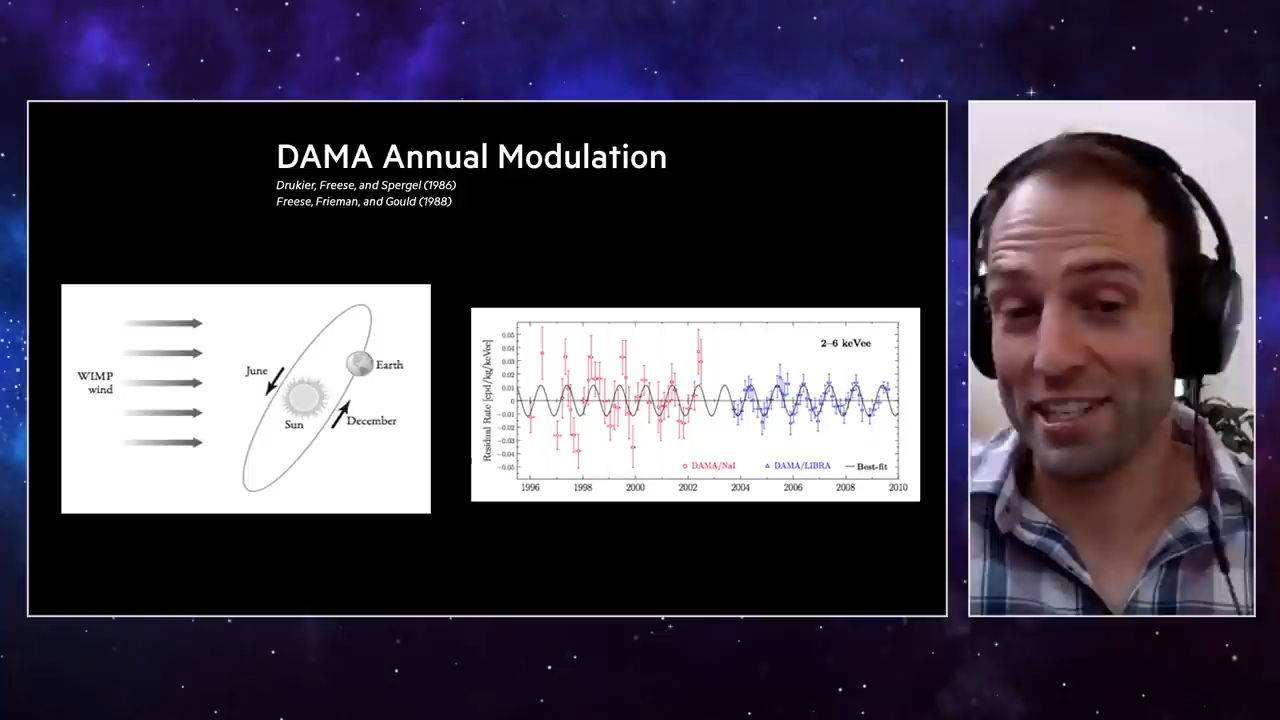 DAMA Annual Modulation
Drukier, Freese, and Spergel (1986)
Freese, Frieman, and Gould (1988)
WIMP
wind
June
Earth
Sun
December
Residual Rate [cpd/kg/keVee]
0.05
0.04
0.03
0.02
0.01
0
-0.01
-0.02
-0.03
-0.04
-0.05
2–6 keVee
DAMA/NaI
DAMA/LIBRA
Best-fit
1996
1998
2000
2002
2004
2006
2008
2010